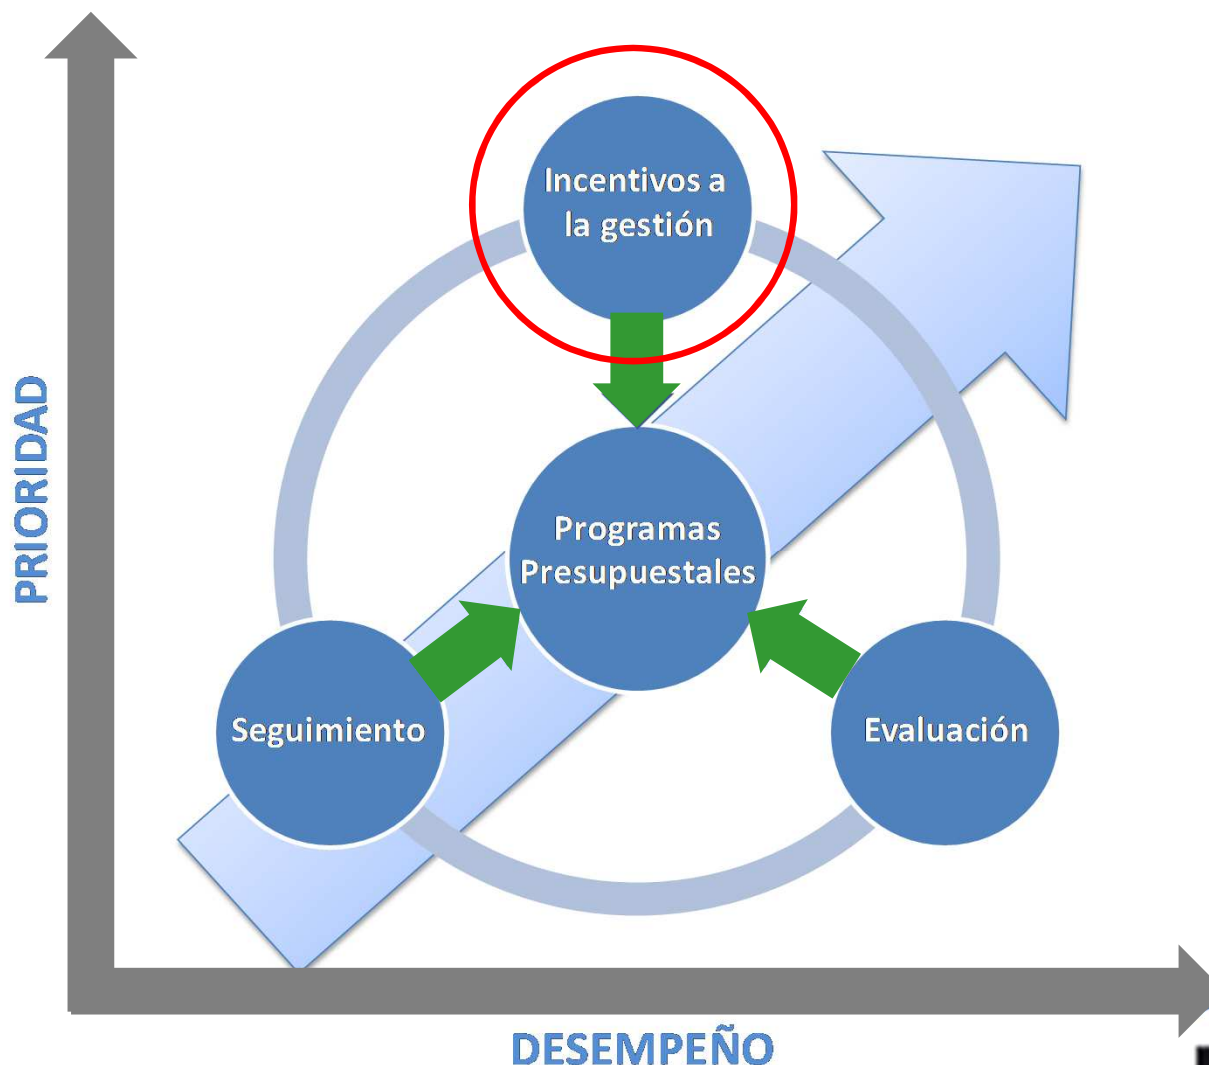 Incentivos a
la gestión
PRIORIDAD
Programas
Presupuestales
Seguimiento
Evaluación
DESEMPEÑO